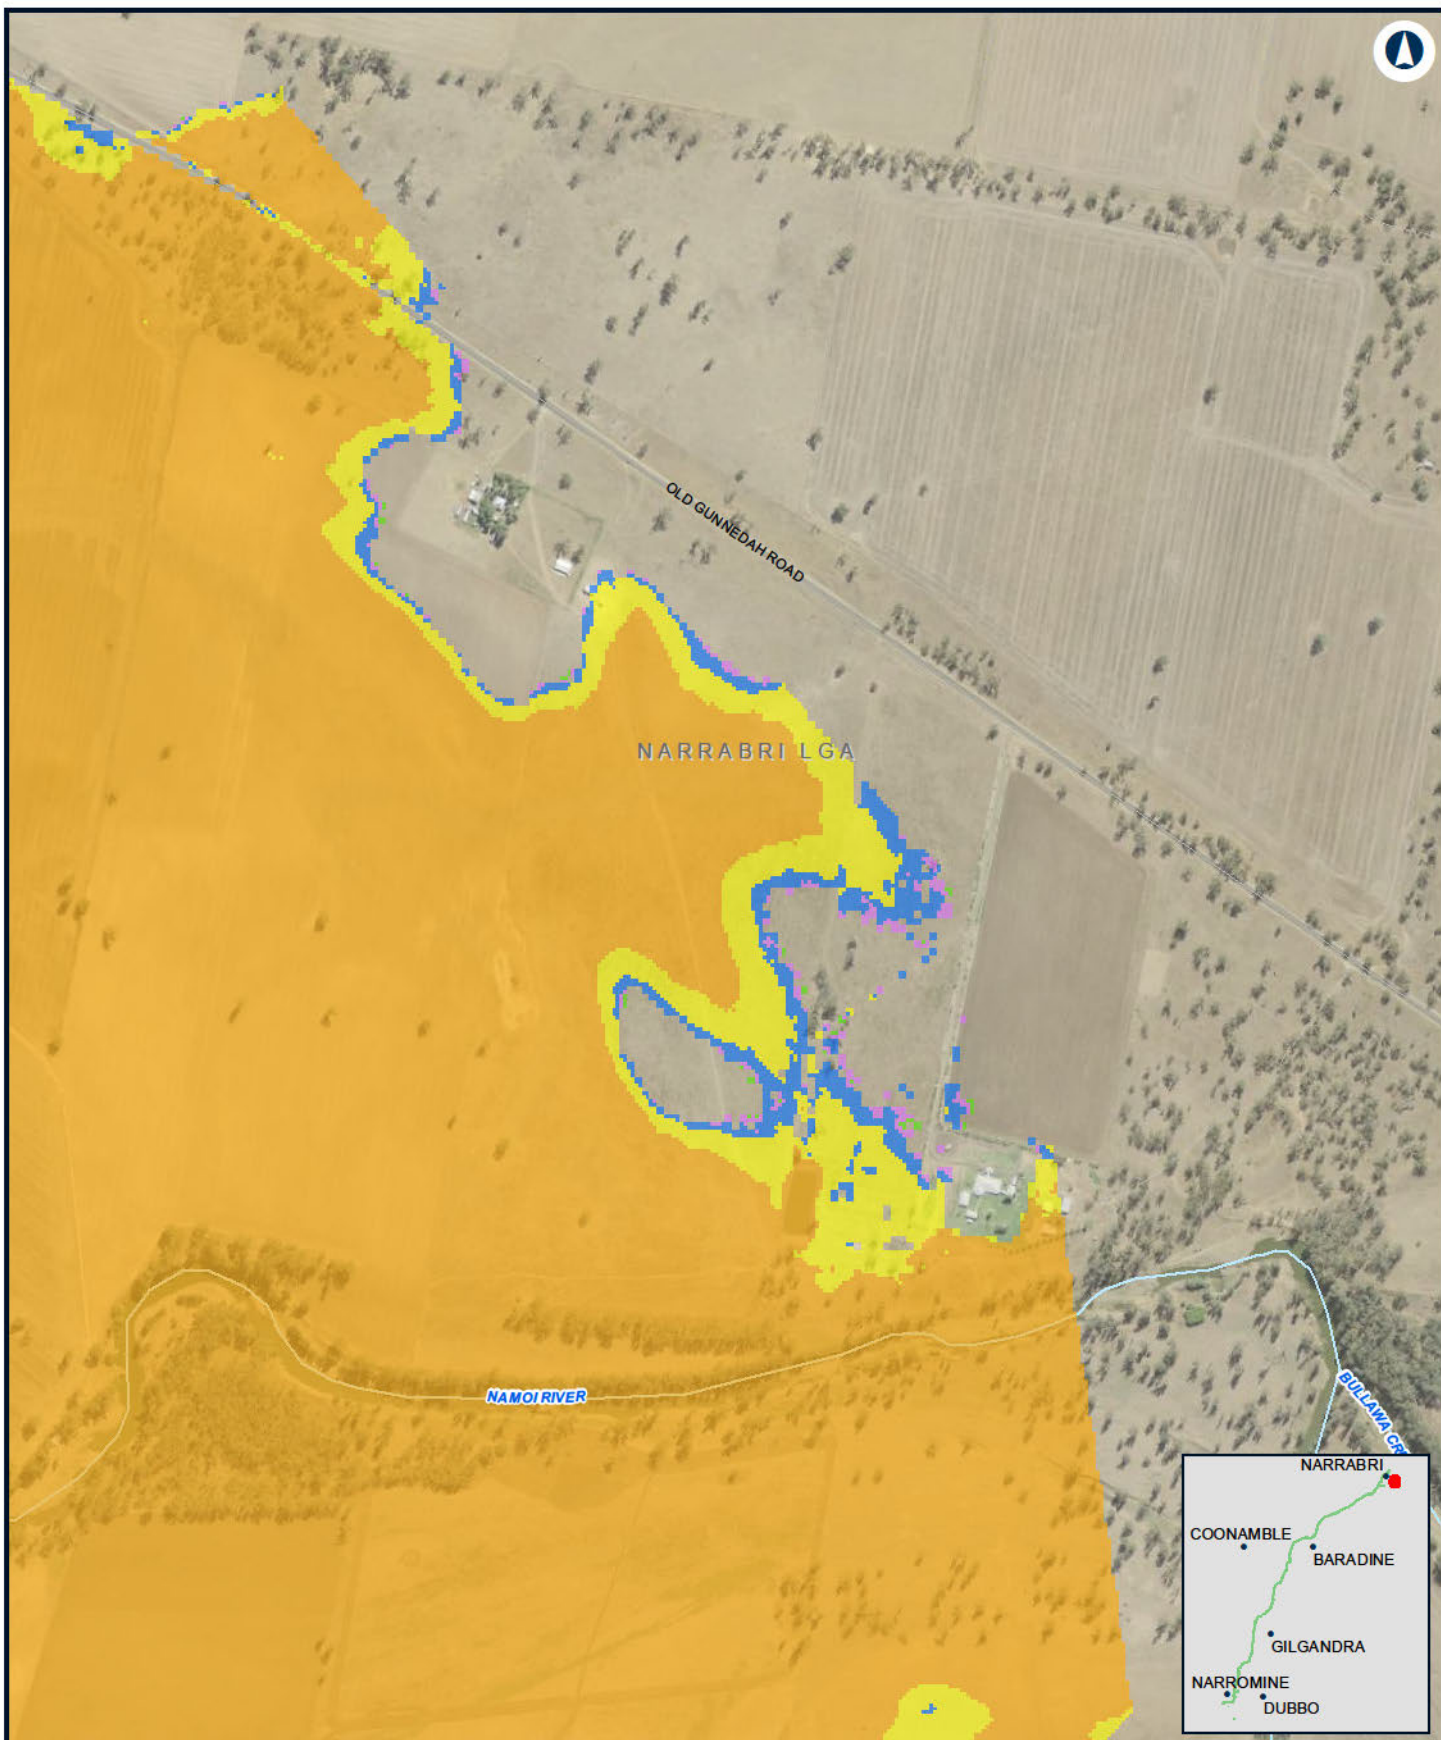 OLD GUNNEDAH ROAD
NARRABRI LGA
NAMOI RIVER
BULLAWA CR
NARRABRI
COONAMBLE
BARADINE
GILGANDRA
NARROMINE
DUBBO